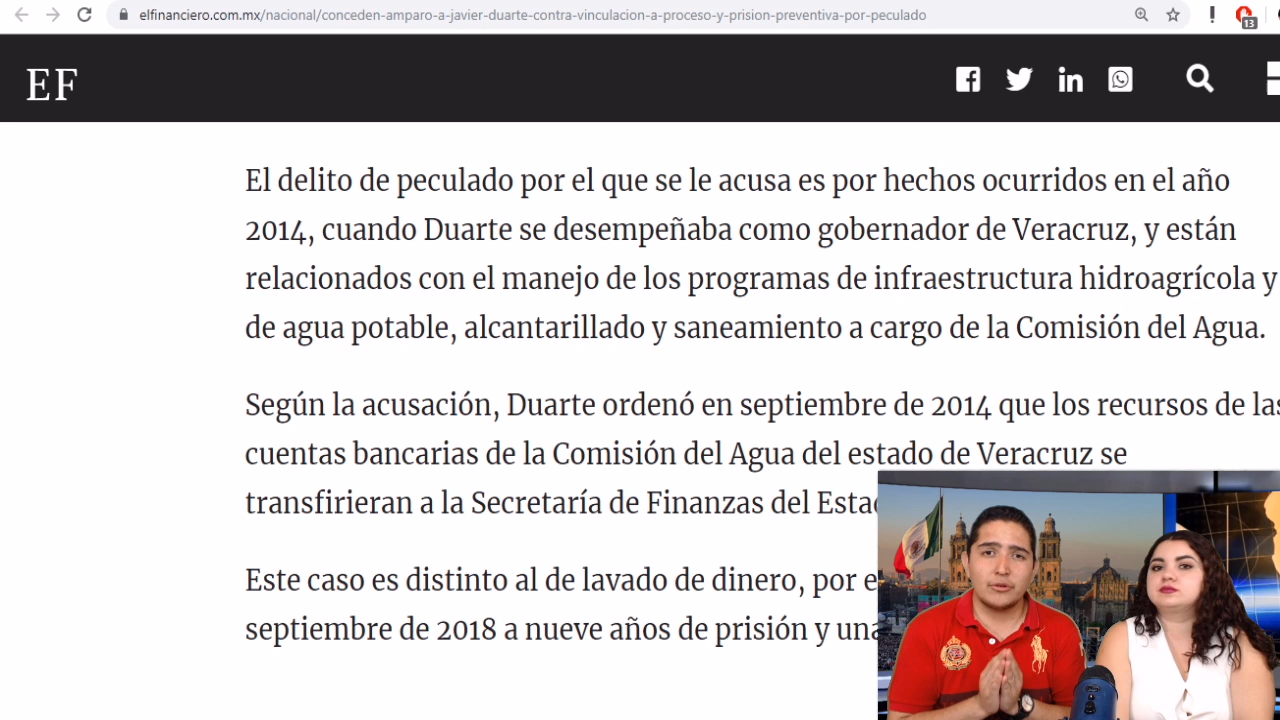 elfinanciero.com.mx/nacional/conceden-amparo-a-javier-duarte-contra-vinculacion-a-proceso-y-prision-preventiva-por-peculado
13
EF
El delito de peculado por el que se le acusa es por hechos ocurridos en el año
2014, cuando Duarte se desempeñaba como gobernador de Veracruz, y están
relacionados con el manejo de los programas de infraestructura hidroagrícola y
de agua potable, alcantarillado y saneamiento a cargo de la Comisión del Agua.
Según la acusación, Duarte ordenó en septiembre de 2014 que los recursos de las
cuentas bancarias de la Comisión del Agua del estado de Veracruz se
transfirieran a la Secretaría de Finanzas del
Este caso es distinto al de lavado de dinero, por
septiembre de 2018 a nueve años de prisión y